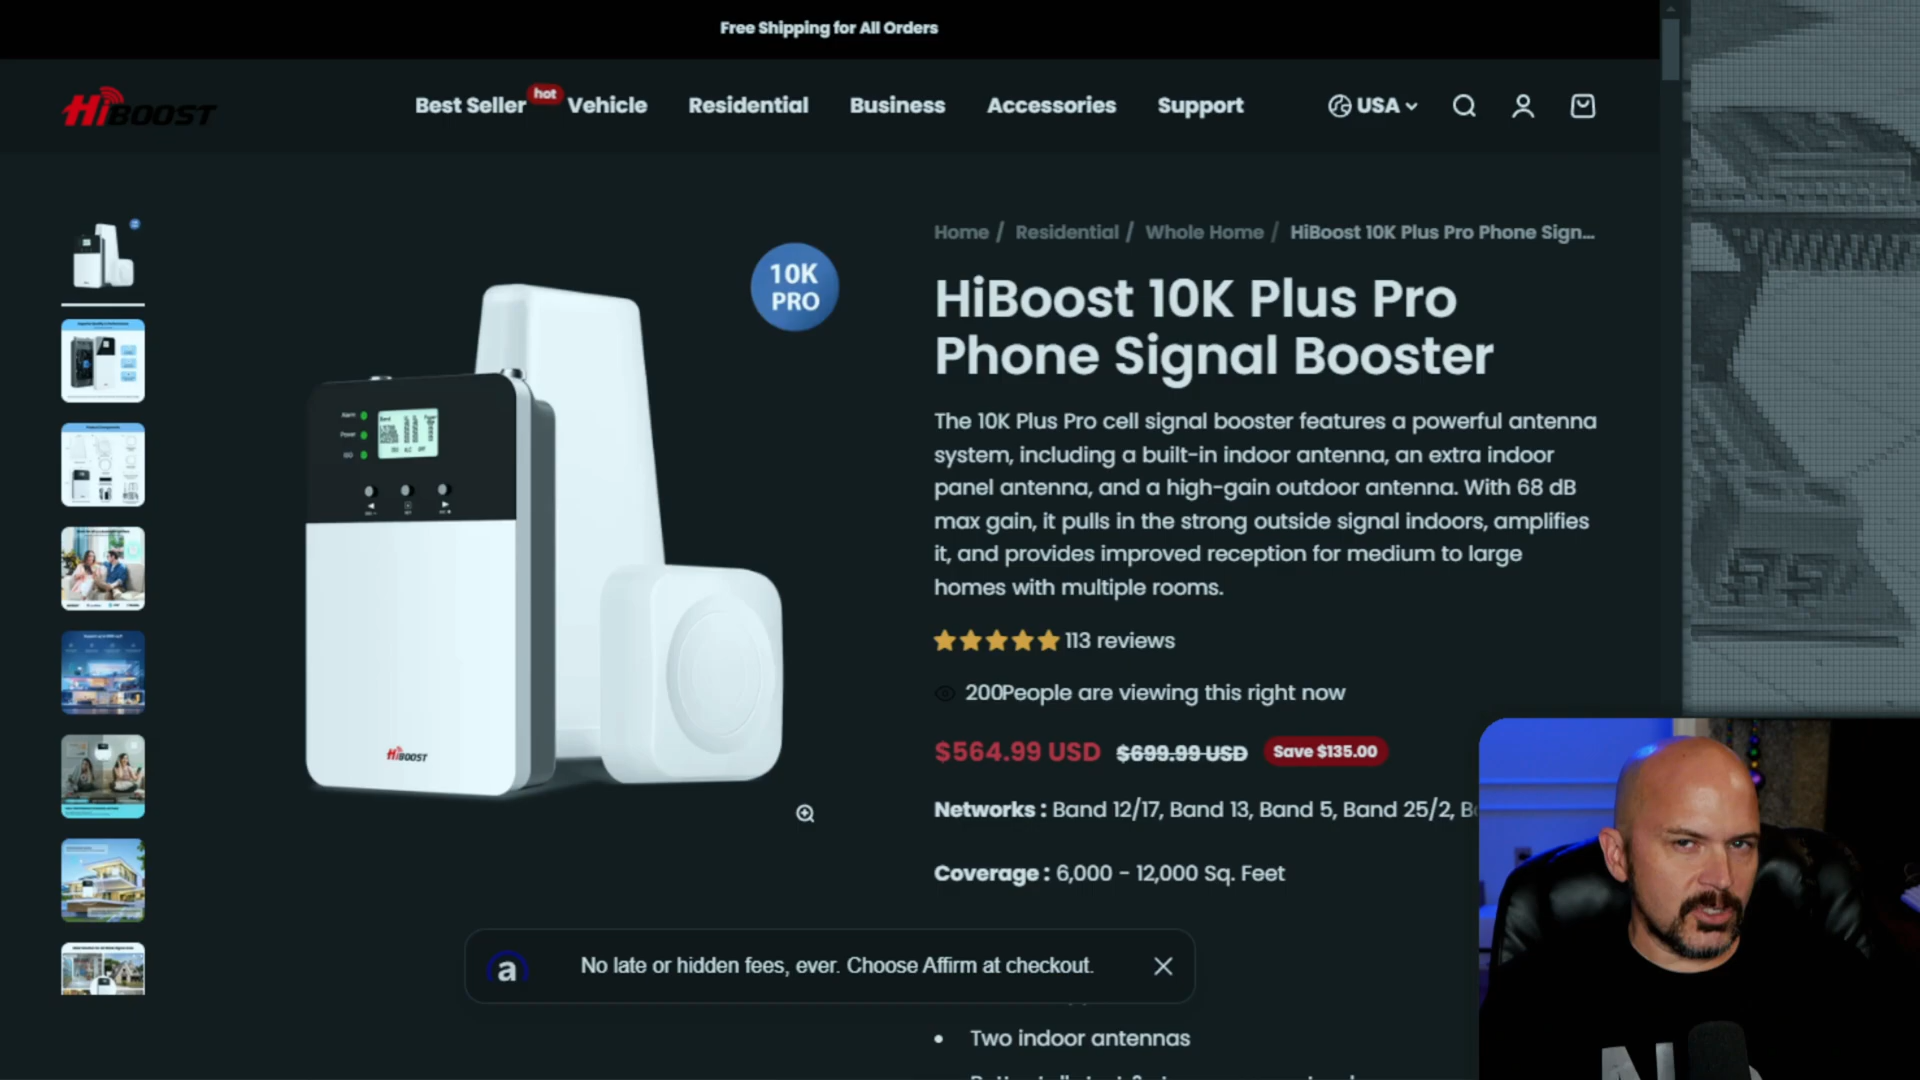 Free Shipping for All Orders
HiBOOST
Best Seller
hot
Vehicle
Residential
Business
Accessories
Support
USA
Home / Residential / Whole Home / HiBoost 10K Plus Pro Phone Sign...
10K
PRO
HiBoost 10K Plus Pro
Phone Signal Booster
The 10K Plus Pro cell signal booster features a powerful antenna
system, including a built-in indoor antenna, an extra indoor
panel antenna, and a high-gain outdoor antenna. With 68 dB
max gain, it pulls in the strong outside signal indoors, amplifies
it, and provides improved reception for medium to large
homes with multiple rooms.
Alarm
Power
HiBOOST
113 reviews
200People are viewing this right now
$564.99 USD $699.99 USD Save $135.00
Networks : Band 12/17, Band 13, Band 5, Band 25/2,
Coverage : 6,000 - 12,000 Sq. Feet
a
No late or hidden fees, ever. Choose Affirm at checkout.
• Two indoor antennas